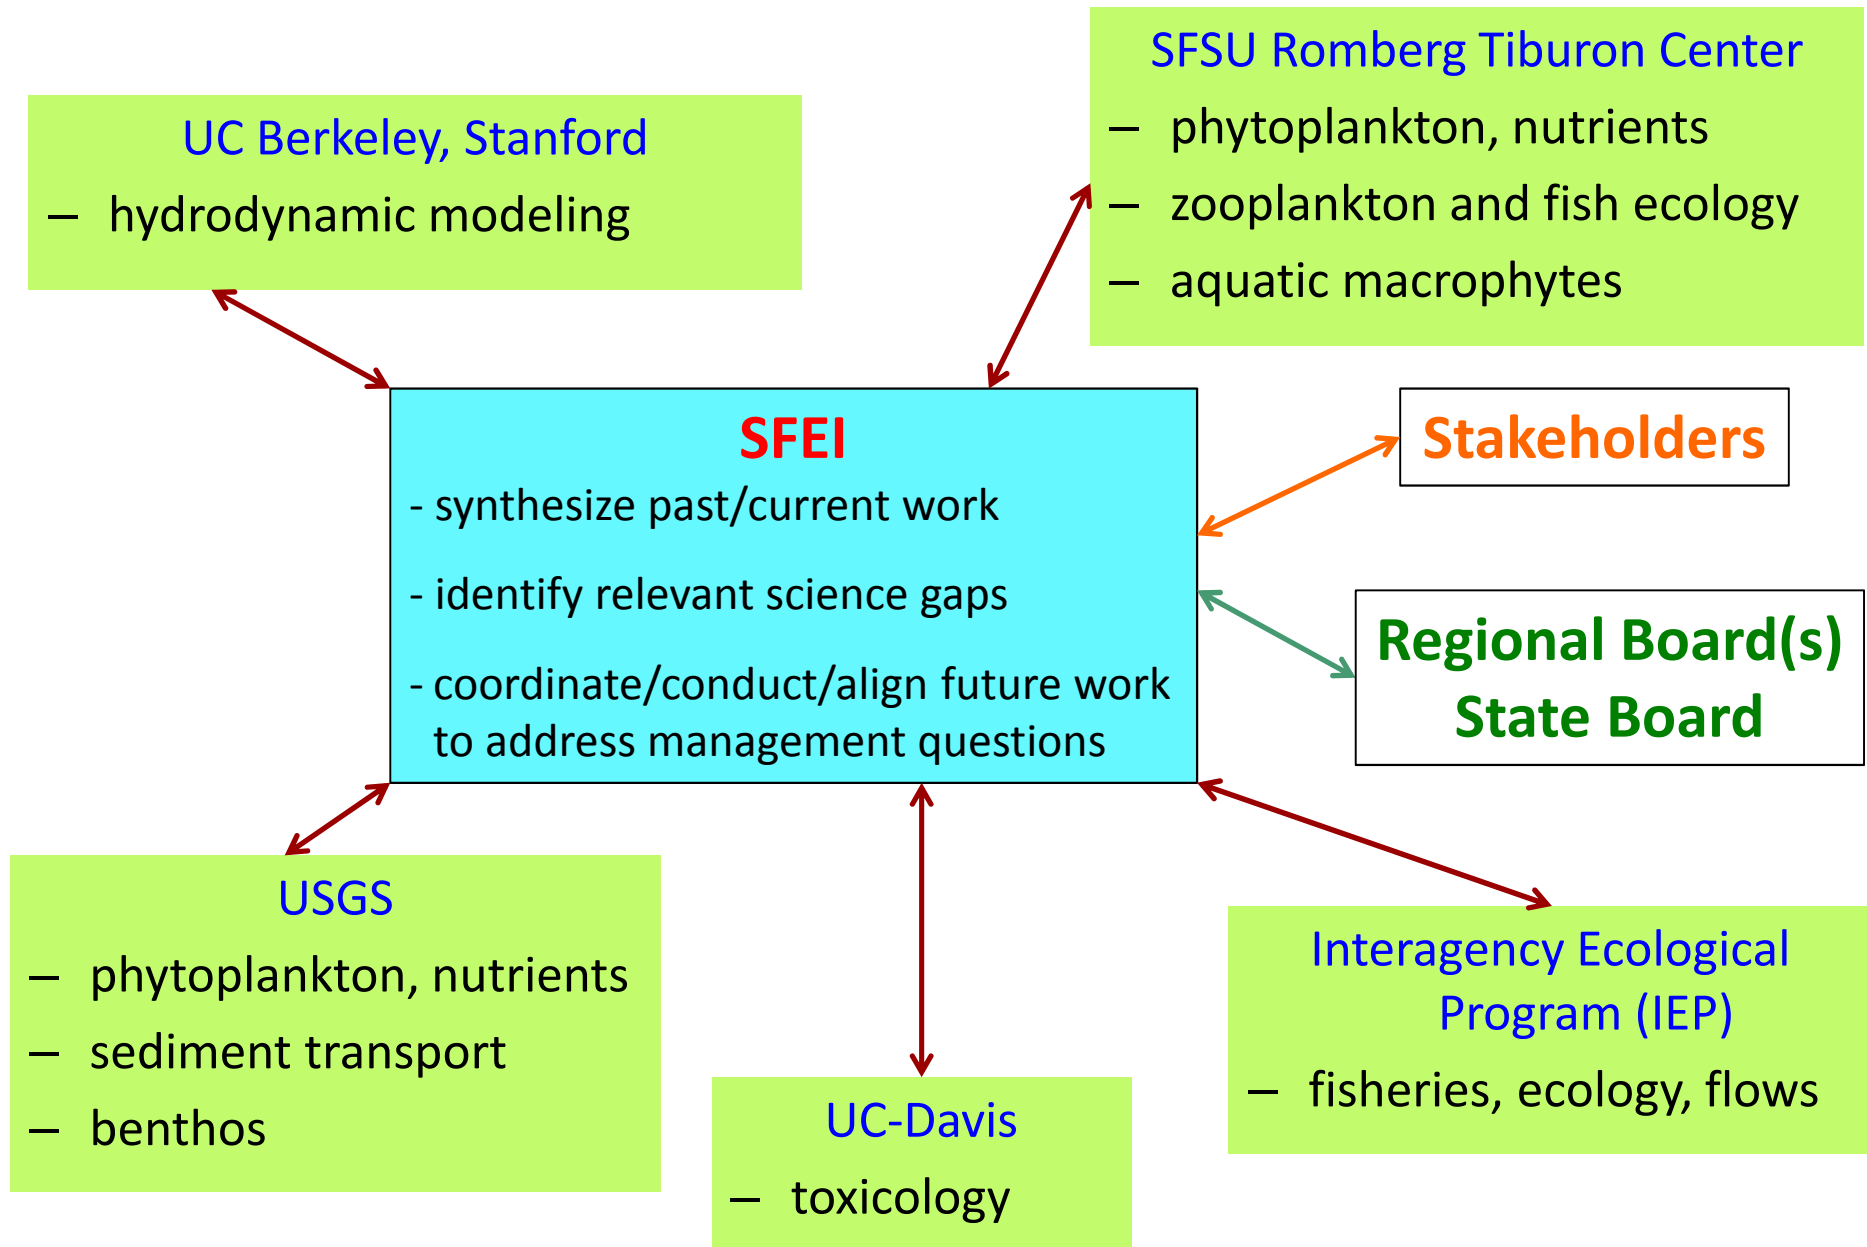 UC Berkeley, Stanford
– hydrodynamic modeling
SFSU Romberg Tiburon Center
– phytoplankton, nutrients
– zooplankton and fish ecology
– aquatic macrophytes
SFEI
- synthesize past/current work
- identify relevant science gaps
- coordinate/conduct/align future work
to address management questions
Stakeholders
Regional Board(s)
State Board
USGS
– phytoplankton, nutrients
– sediment transport
– benthos
UC-Davis
– toxicology
Interagency Ecological
Program (IEP)
– fisheries, ecology, flows